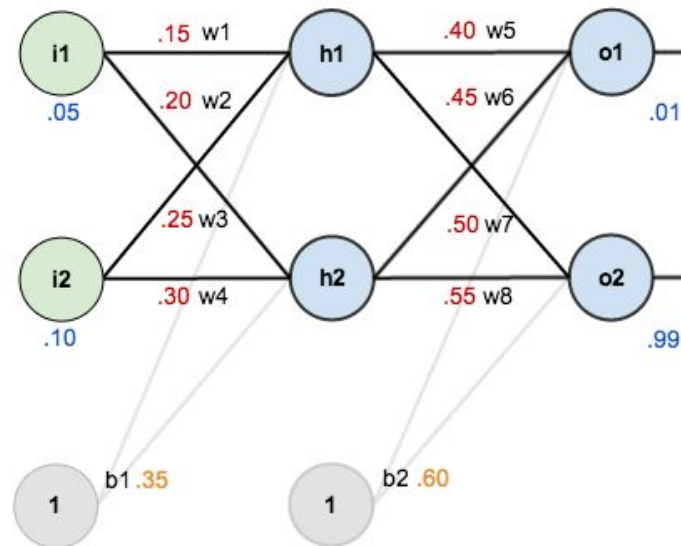 .15 w1
.40 w5
i1
h1
o1
.20 w2
.45 w6
.05
.01
.25 w3
.50 w7
i2
h2
o2
.30 w4
.55 w8
.10
.99
b1 .35
b2 .60
1
1